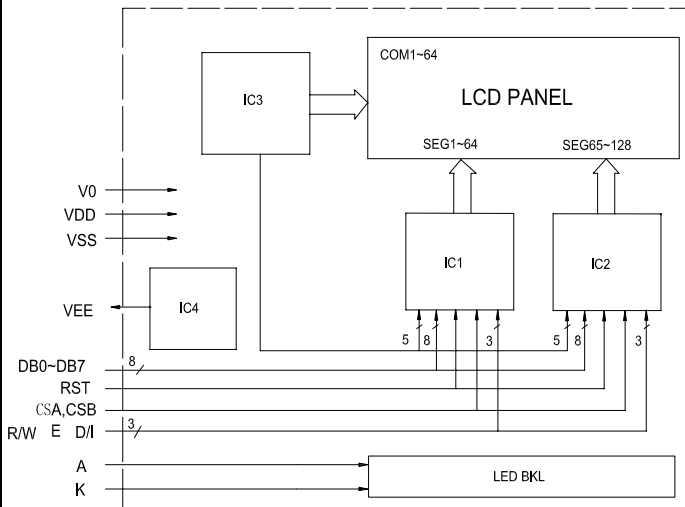 COM1~64
IC3
LCD PANEL
SEG1~64
SEG65~128
V0
VDD
VSS
IC1
IC2
VEE
IC4
5 8 3 5 8 3
DB0~DB7 8
RST
CSA,CSB
R/W E D/I 3
A
LED BKL
K